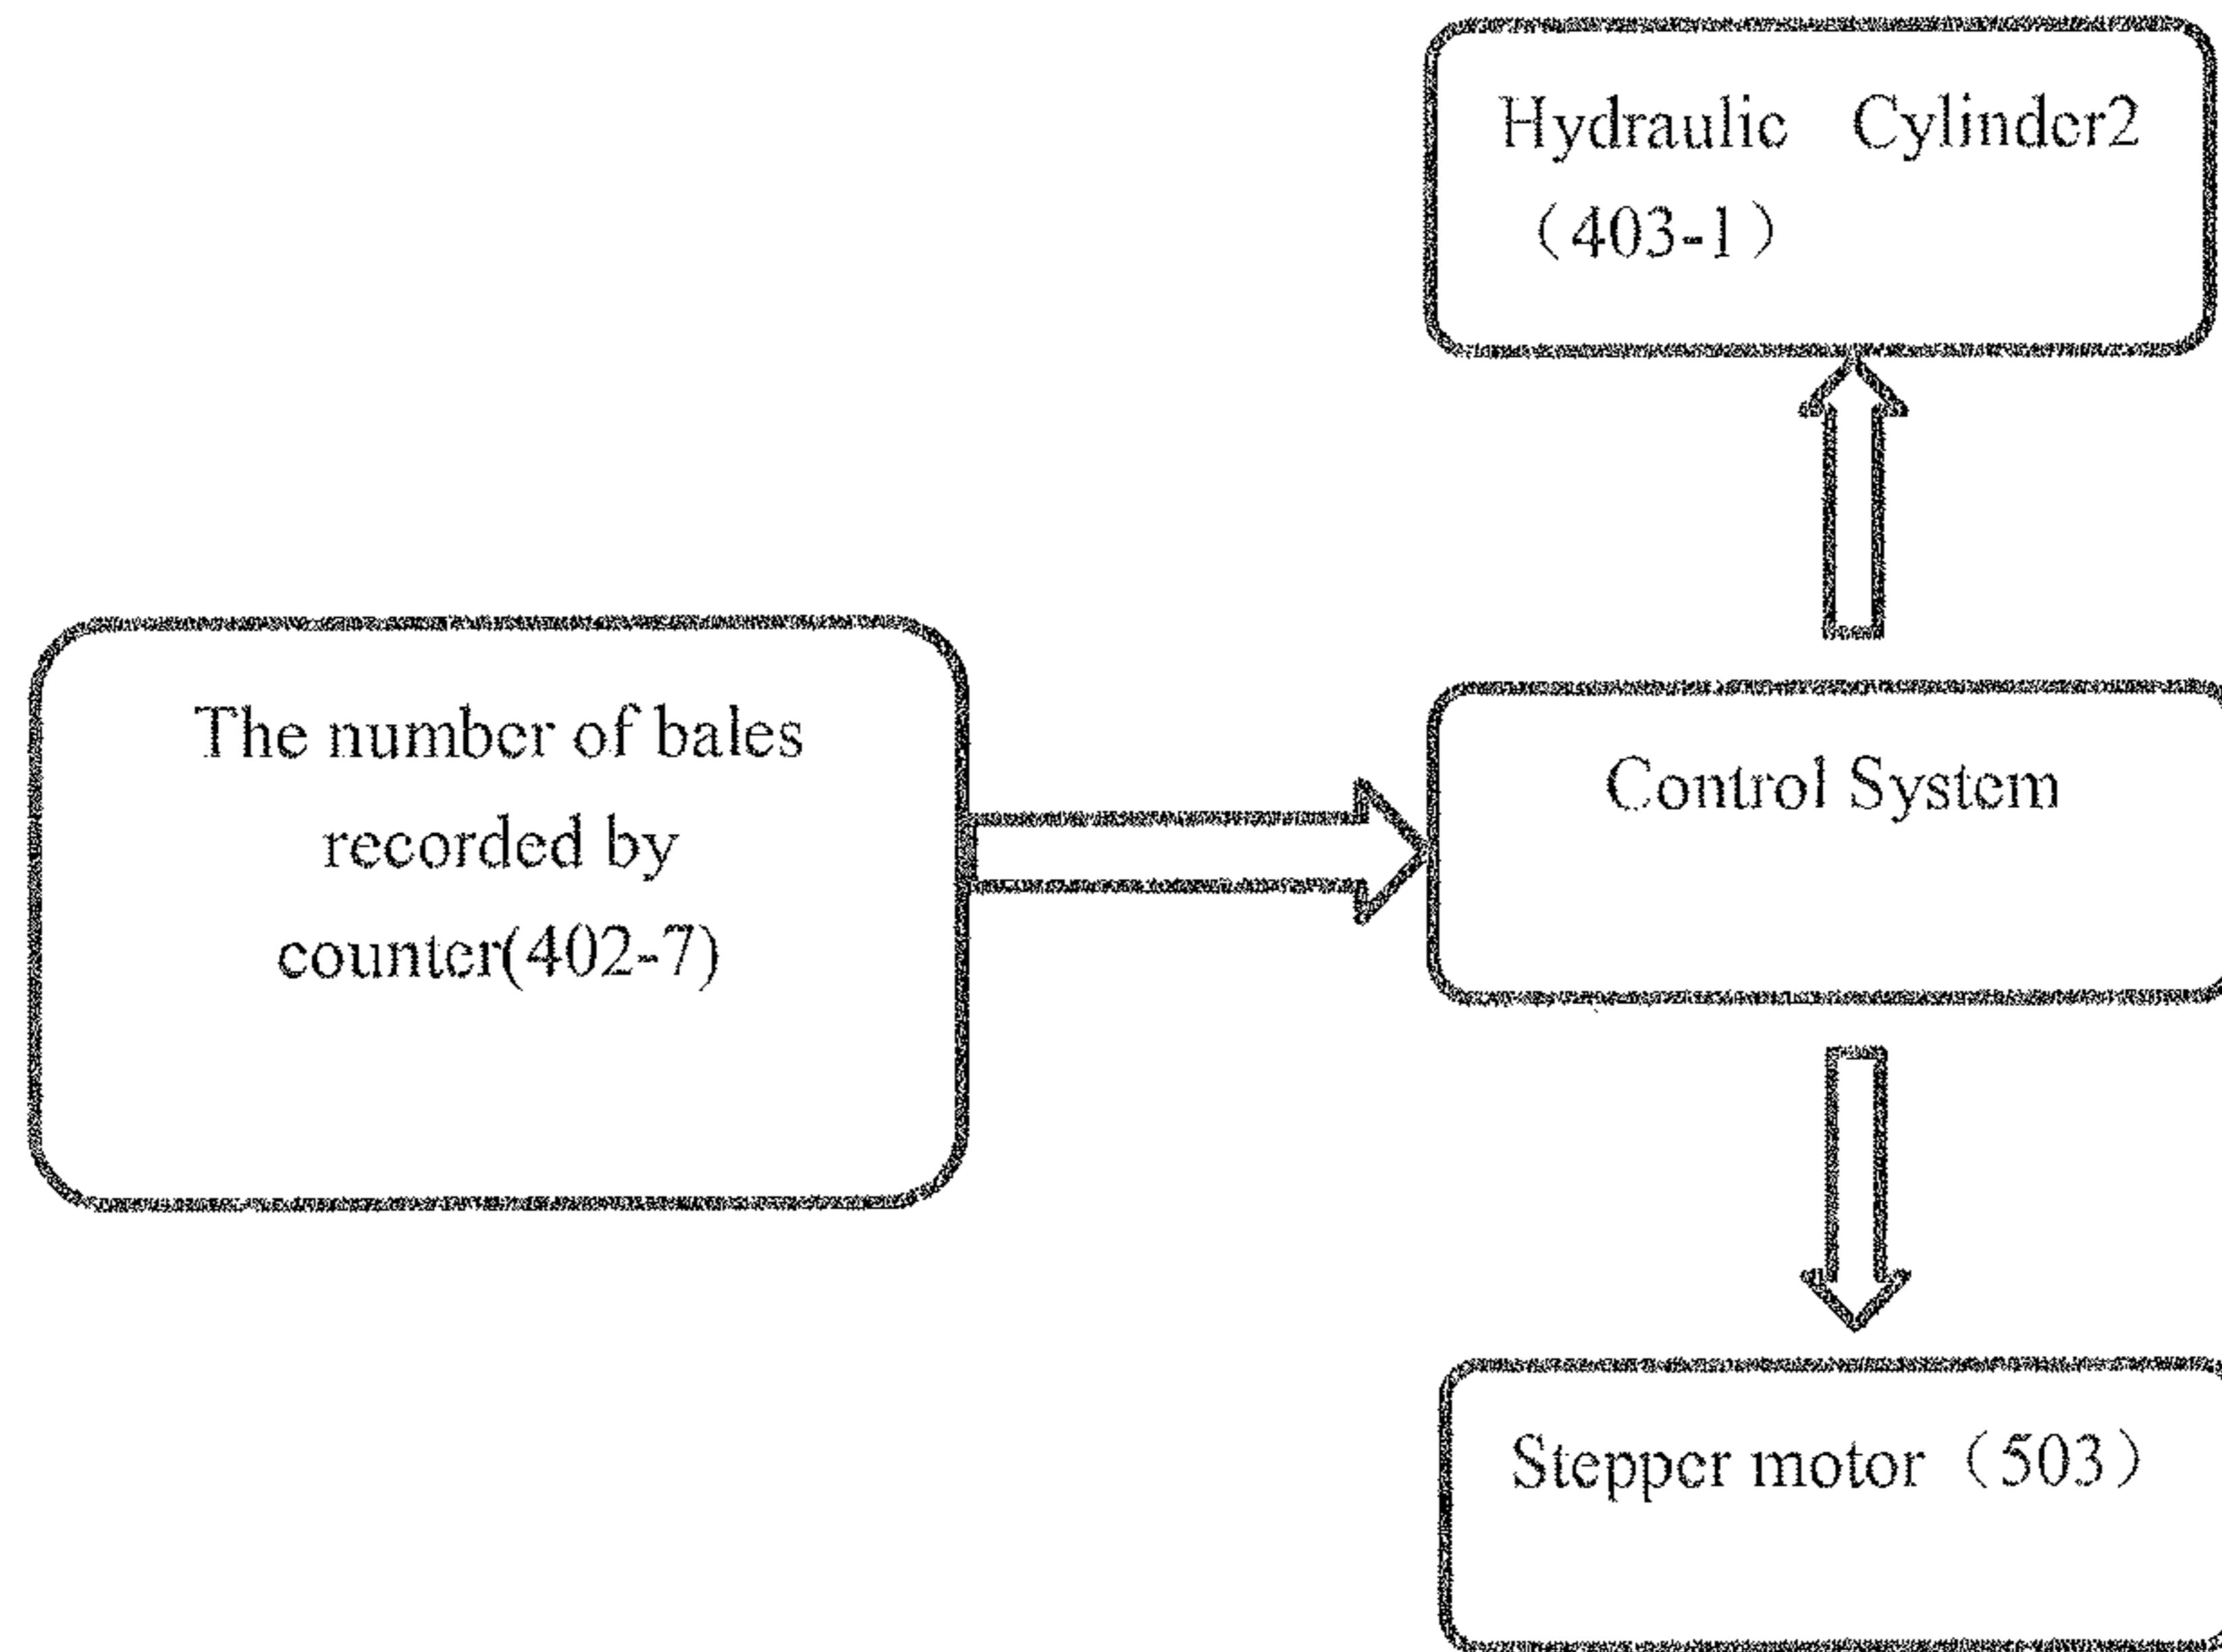 Hydraulic Cylinder2
（403-1）
The number of bales
recorded by
counter(402-7)
Control System
Stepper motor（503）